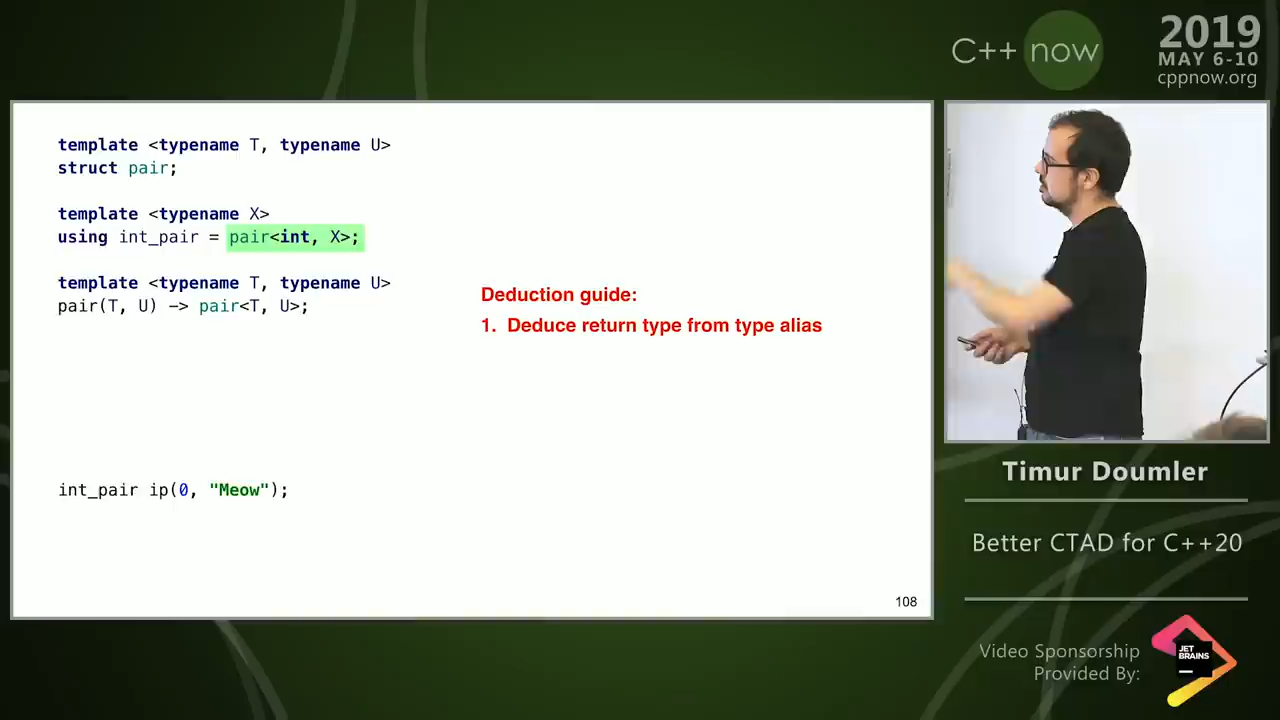 C++ now
2019
MAY 6-10
cppnow.org
template <typename T, typename U>
struct pair;
template <typename X>
using int_pair = pair<int, X>;
template <typename T, typename U>
pair(T, U) -> pair<T, U>;
Deduction guide:
1. Deduce return type from type alias
int_pair ip(0, "Meow");
108
Timur Doumler
Better CTAD for C++20
Video Sponsorship
Provided By:
JET
BRAINS